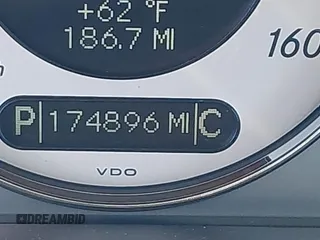 +62 °F
186.7 MI
160
P 174896 MI C
VDO
DREAMBID